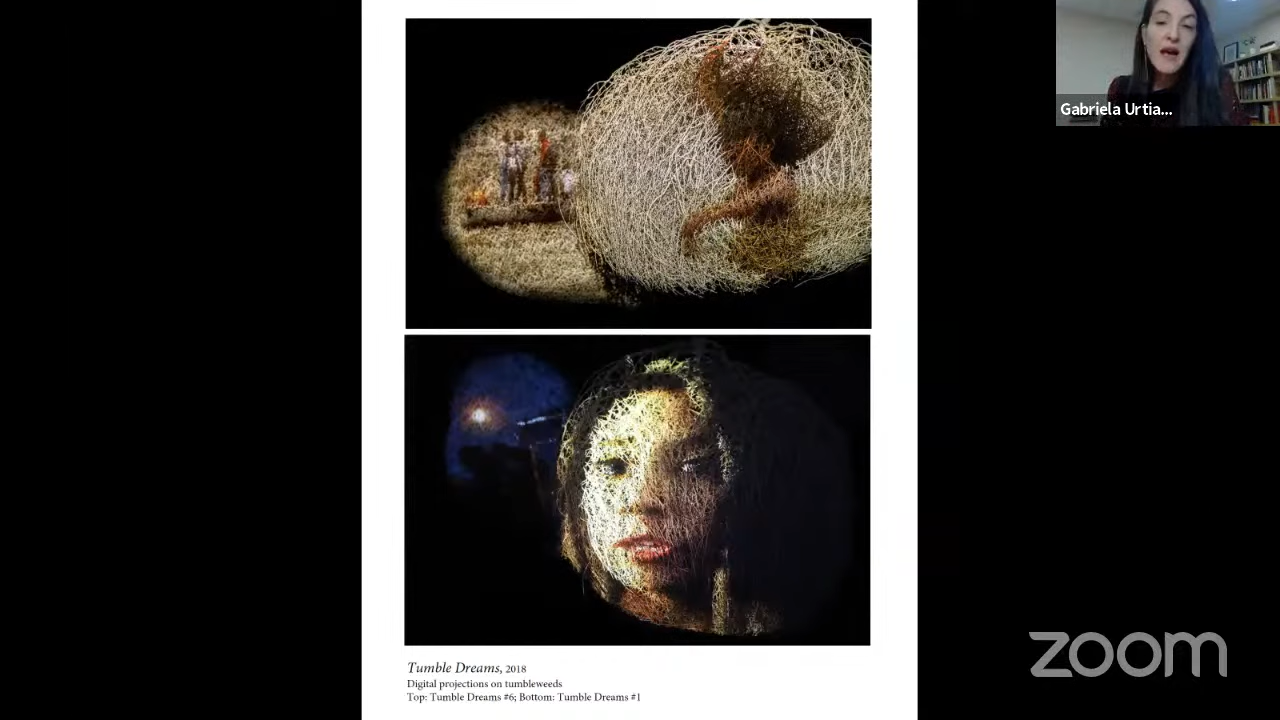 Gabriela Urtia...
zoom
Tumble Dreams, 2018
Digital projections on tumbleweeds
Top: Tumble Dreams #6; Bottom: Tumble Dreams #1